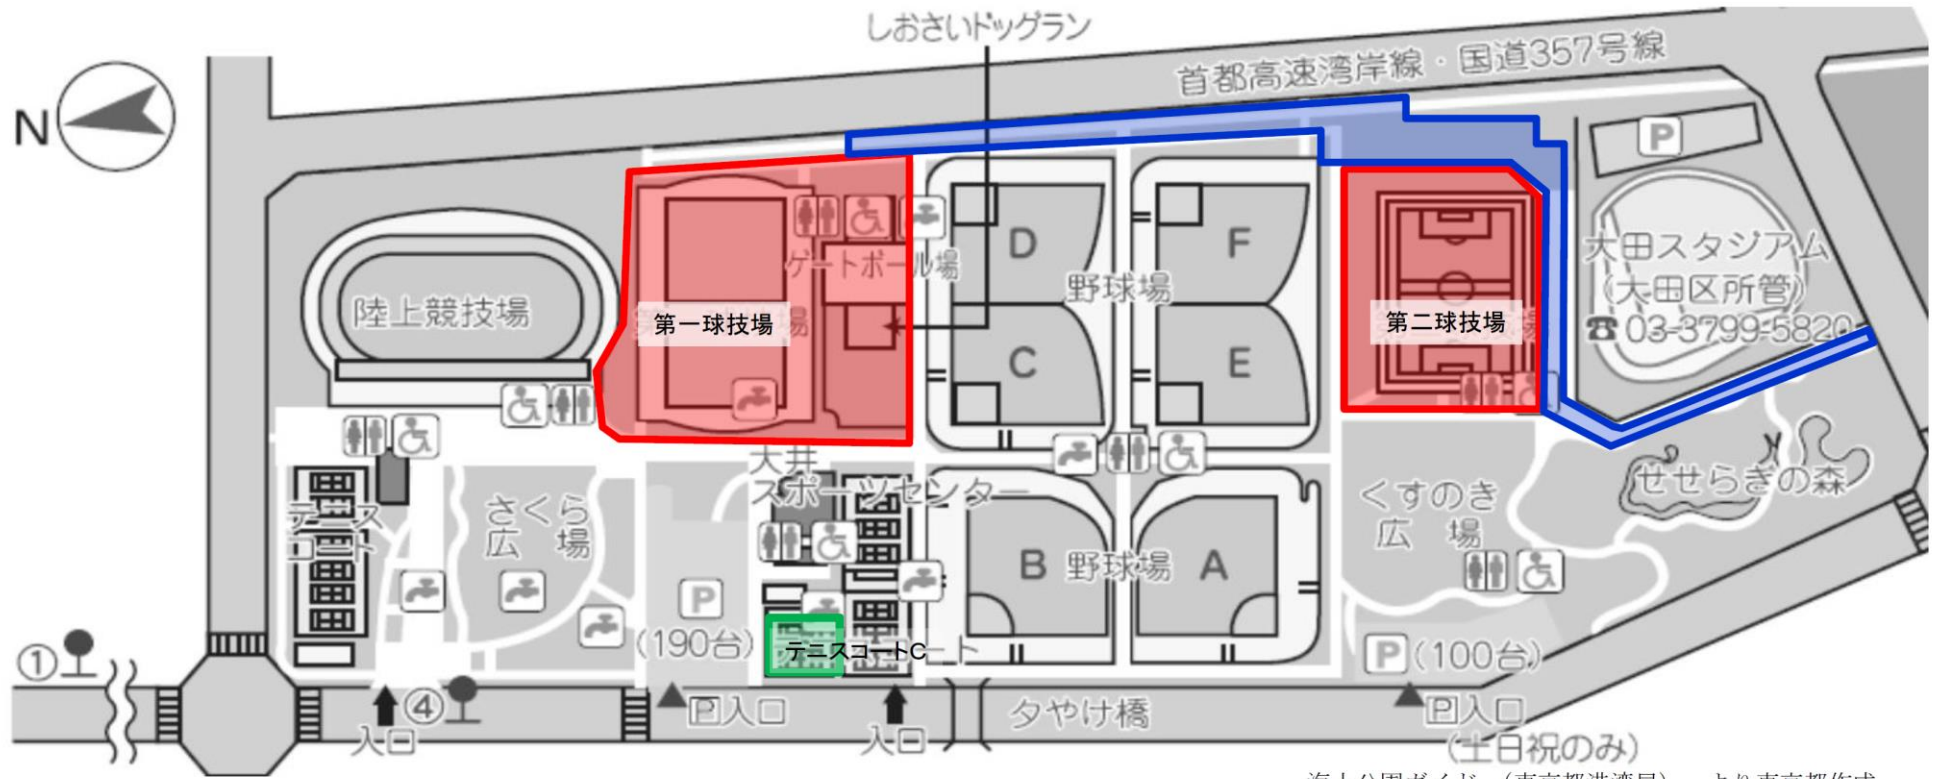 しおさいドッグラン
首都高速湾岸線・国道357号線
N
P
D
F
ゲートボール場
野球場
大田スタジアム
(大田区所管)
☎03-3799-5820
陸上競技場
第一球技場
第二球技場
C
E
大井
スポーツセンター
テニス
コート
さくら
広場
くすのき
広場
せせらぎの森
B
野球場
A
P
(190台)
テニスコートC
ート
P
(100台)
①
④
P入口
夕やけ橋
P入口
(土日祝のみ)
入口
入口